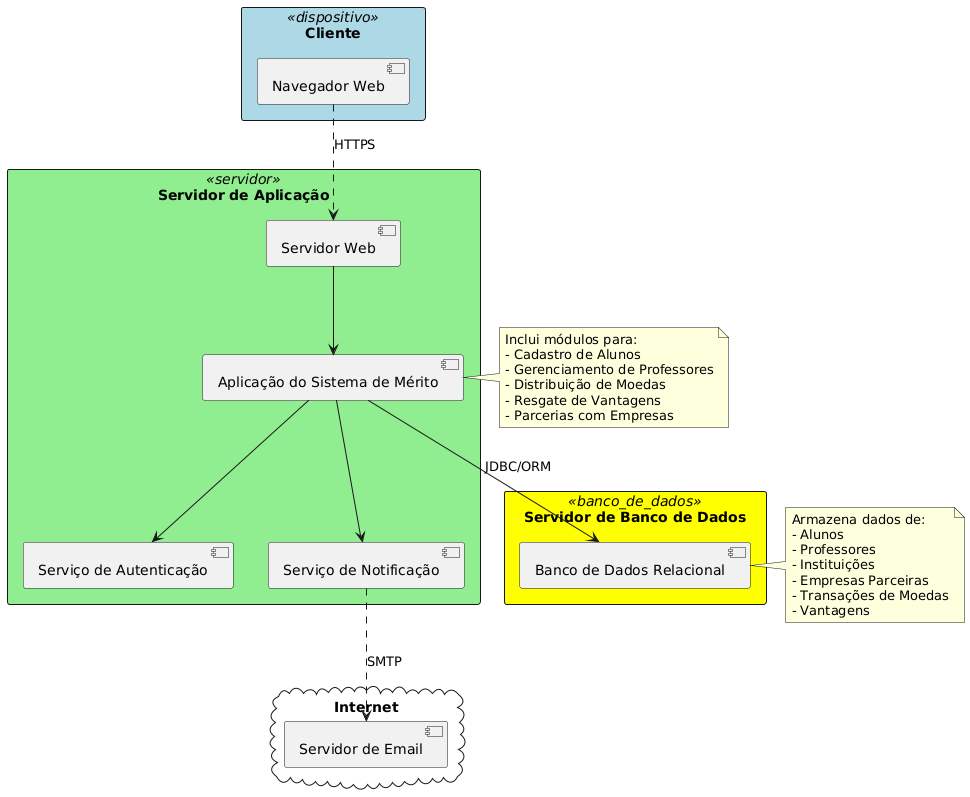 «dispositivo»
Cliente
Navegador Web
HTTPS
«servidor»
Servidor de Aplicação
Servidor Web
Aplicação do Sistema de Mérito
Inclui módulos para:
- Cadastro de Alunos
- Gerenciamento de Professores
- Distribuição de Moedas
- Resgate de Vantagens
- Parcerias com Empresas
JDBC/ORM
Serviço de Autenticação
Serviço de Notificação
«banco_de_dados»
Servidor de Banco de Dados
Banco de Dados Relacional
Armazena dados de:
- Alunos
- Professores
- Instituições
- Empresas Parceiras
- Transações de Moedas
- Vantagens
SMTP
Internet
Servidor de Email